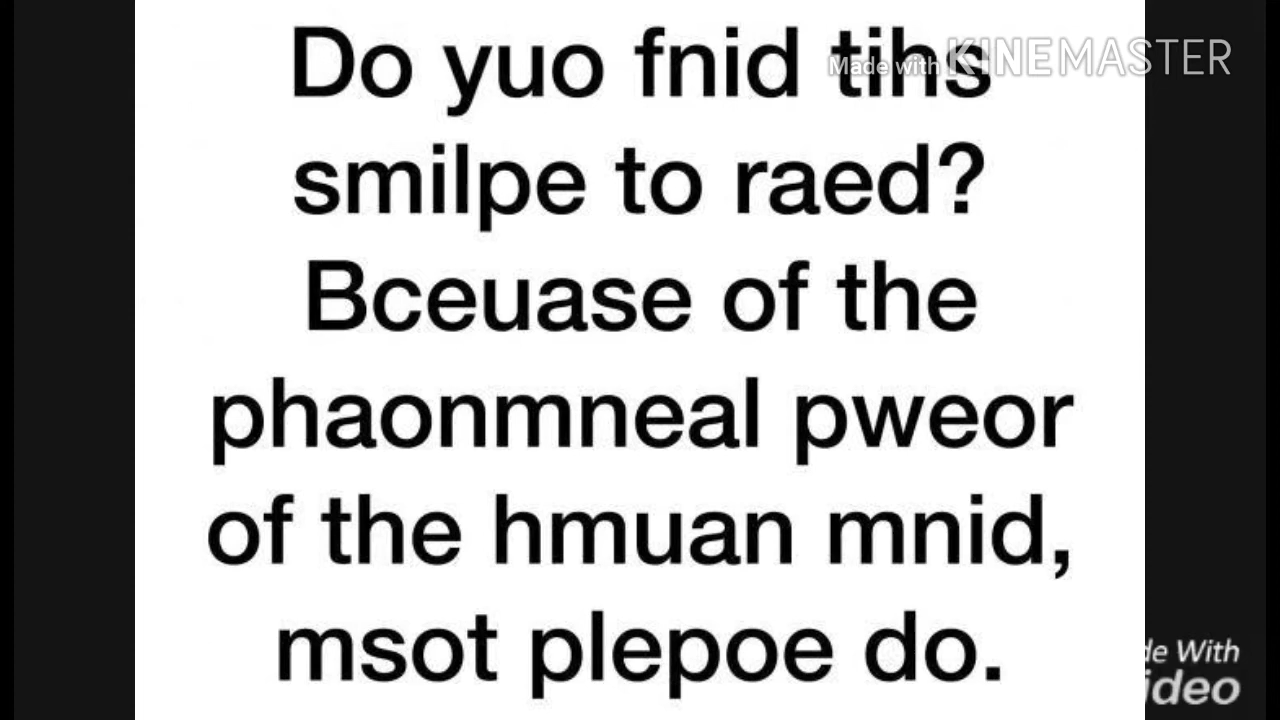 Do yuo fnid tihs
Made with KINEMASTER
smilpe to raed?
Bceuase of the
phaonmneal pweor
of the hmuan mnid,
msot plepoe do.
de With
ideo